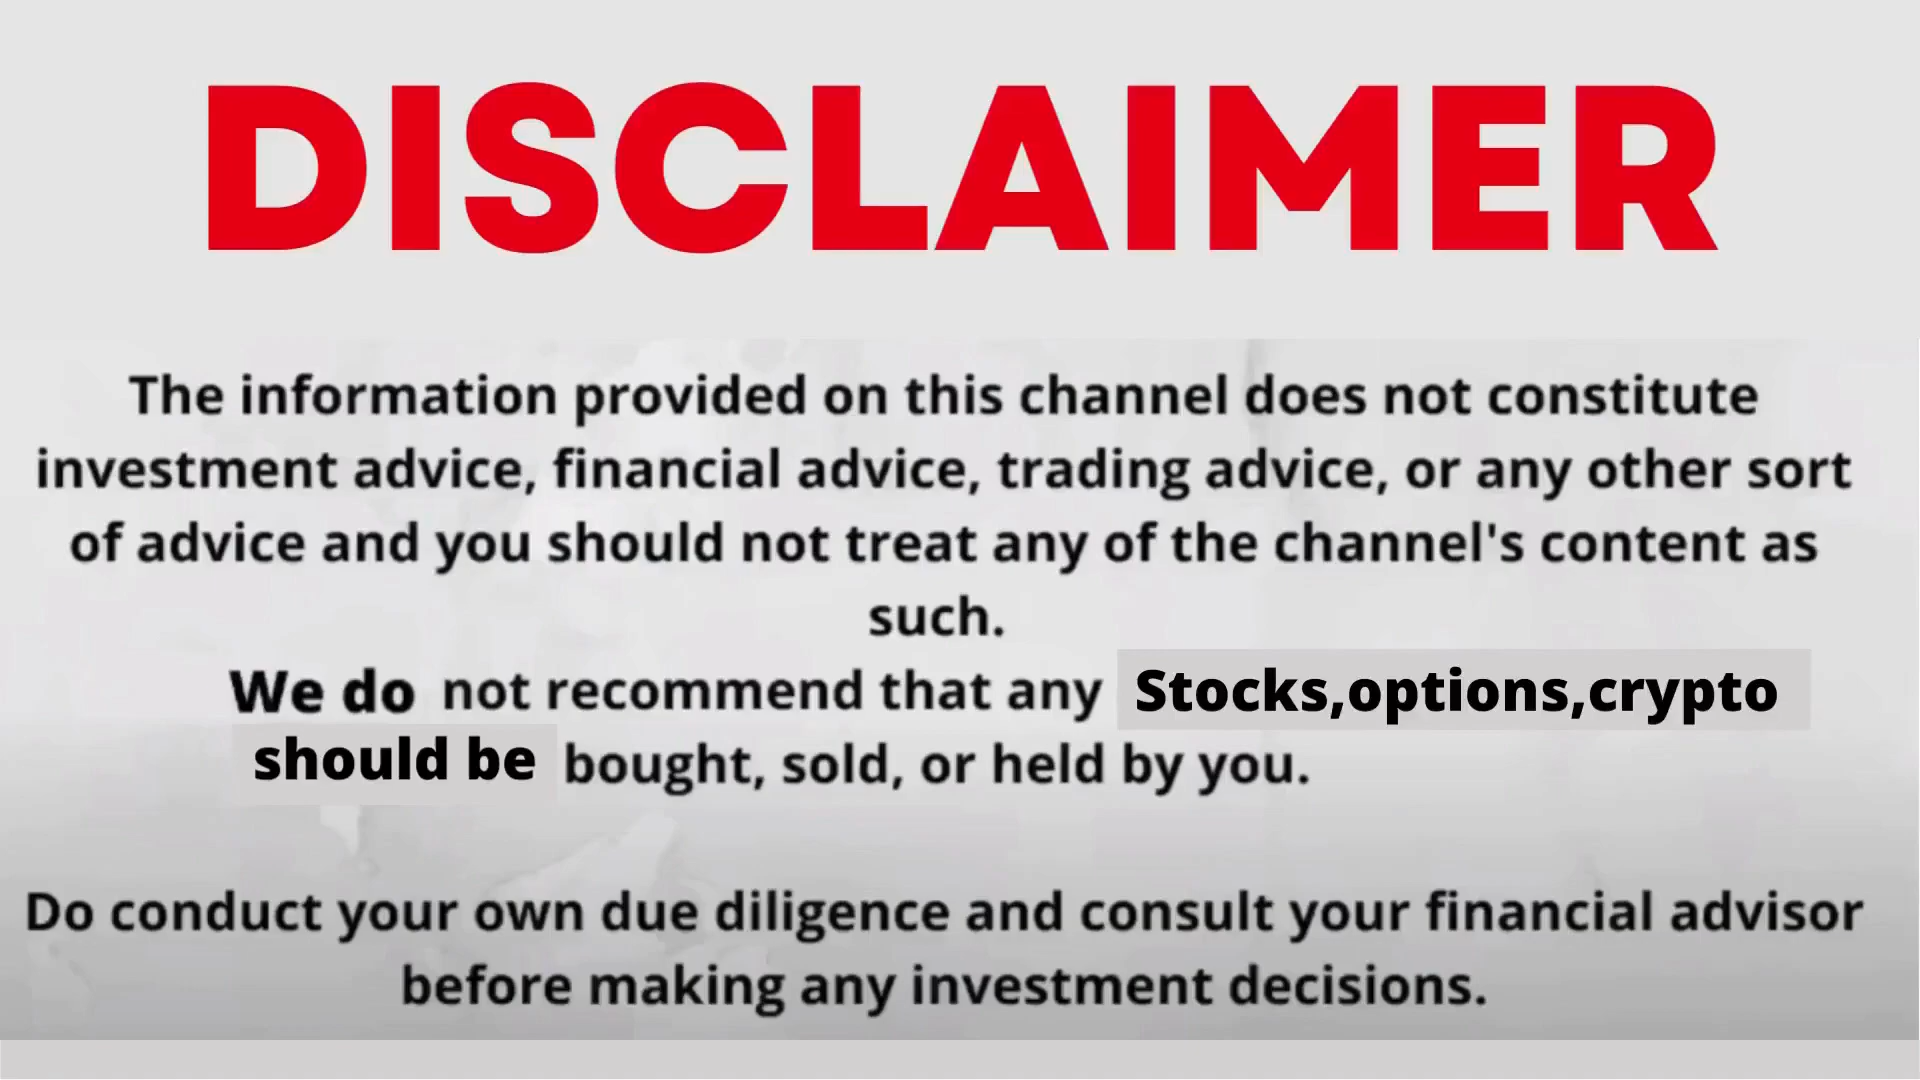 DISCLAIMER
The information provided on this channel does not constitute
investment advice, financial advice, trading advice, or any other sort
of advice and you should not treat any of the channel's content as
such.
We do not recommend that any Stocks,options,crypto
should be bought, sold, or held by you.
Do conduct your own due diligence and consult your financial advisor
before making any investment decisions.